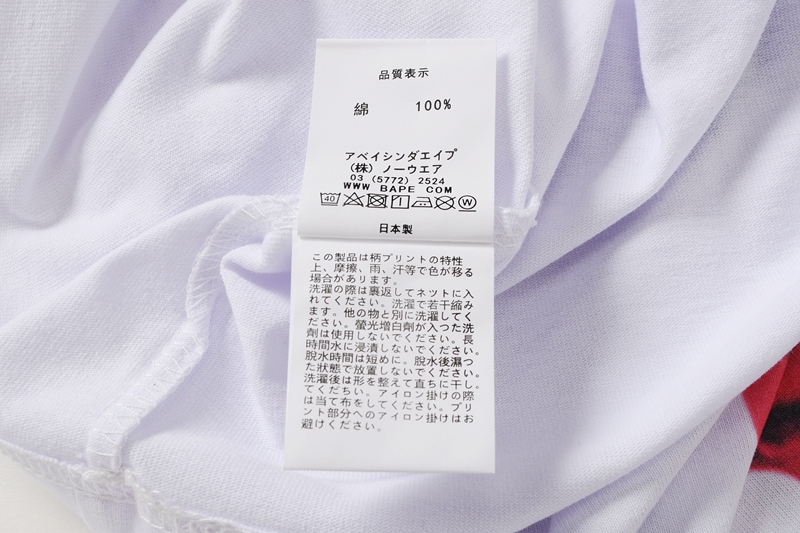 品質表示
綿 100%
アベイシンダエイプ
(株) ノーウエア
03 (5772) 2524
WWW BAPE COM
40 W
日本製
この製品は柄プリントの特性
上、摩擦、雨、汗等で色が移る
場合があります。
洗濯の際は裏返してネットに入
れてください。洗濯で若干縮み
ます。他の物と別に洗濯してく
ださい。螢光増白剤が入つた洗
剤は使用しないでください。長
時間水に浸漬しないでください。
脱水時間は短めに。脱水後濕つ
た狀態で放置しないでください。
洗濯後は形を整えて直ちに干し。
てくだちい。アイロン掛けの際
は当て布をしてください。プリ
ント部分へのアイロン掛けはお
避けください。